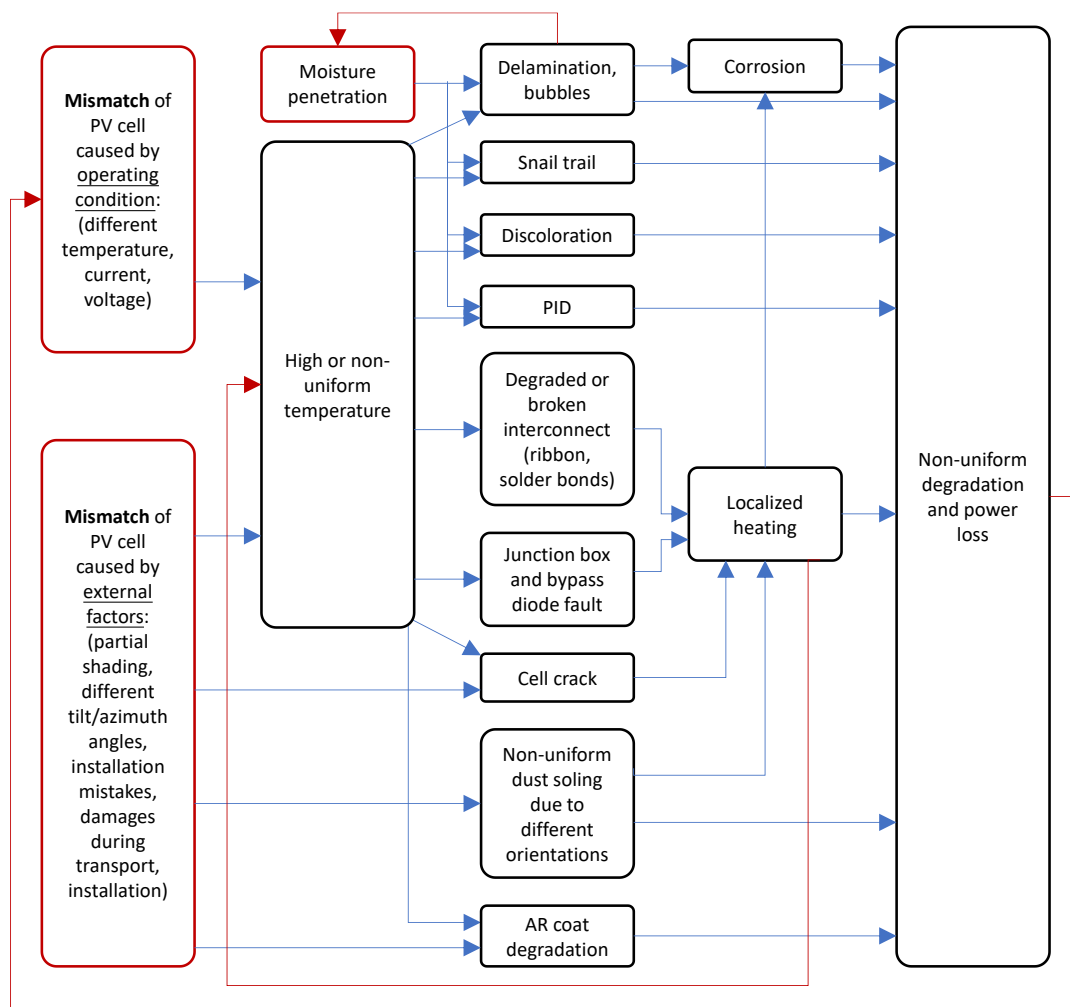 Mismatch of
PV cell
caused by
operating
condition:
(different
temperature,
current,
voltage)
Mismatch of
PV cell
caused by
external
factors:
(partial
shading,
different
tilt/azimuth
angles,
installation
mistakes,
damages
during
transport,
installation)
Moisture
penetration
High or non-
uniform
temperature
Delamination,
bubbles
Snail trail
Discoloration
PID
Degraded or
broken
interconnect
(ribbon,
solder bonds)
Junction box
and bypass
diode fault
Cell crack
Non-uniform
dust soling
due to
different
orientations
AR coat
degradation
Corrosion
Localized
heating
Non-uniform
degradation
and power
loss